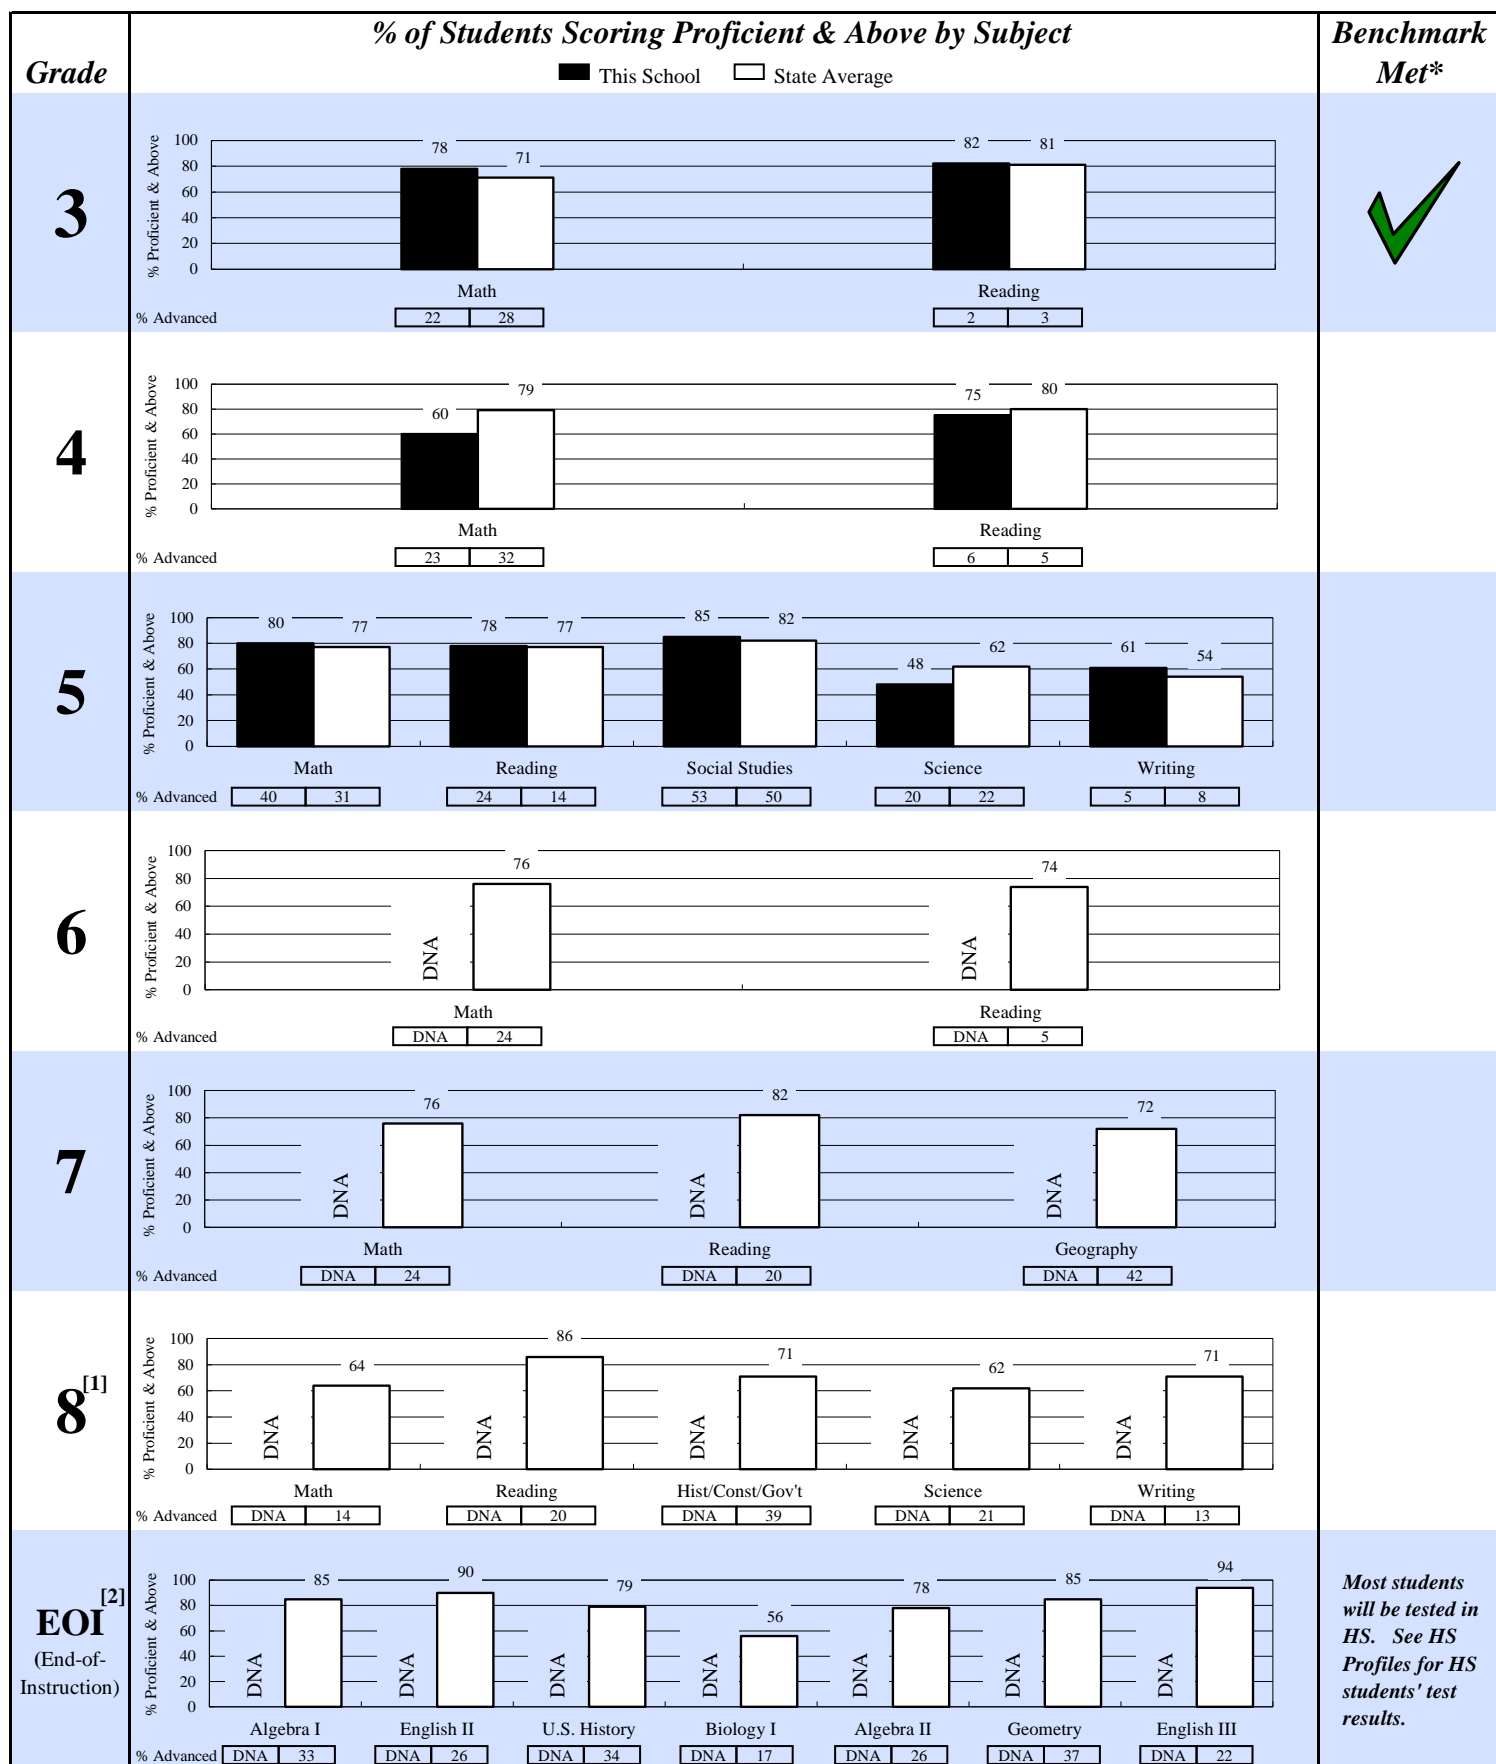 % of Students Scoring Proficient & Above by Subject
Benchmark
Met*
Grade
This School
State Average
3
% Proficient & Above
100
80
60
40
20
0
78
71
82
81
Math
Reading
% Advanced
22
28
2
3
4
% Proficient & Above
100
80
60
40
20
0
60
79
75
80
Math
Reading
% Advanced
23
32
6
5
5
% Proficient & Above
100
80
60
40
20
0
80
77
78
77
85
82
48
62
61
54
Math
Reading
Social Studies
Science
Writing
% Advanced
40
31
24
14
53
50
20
22
5
8
6
% Proficient & Above
100
80
60
40
20
0
DNA
76
DNA
74
Math
Reading
% Advanced
DNA
24
DNA
5
7
% Proficient & Above
100
80
60
40
20
0
DNA
76
DNA
82
DNA
72
Math
Reading
Geography
% Advanced
DNA
24
DNA
20
DNA
42
8[1]
% Proficient & Above
100
80
60
40
20
0
DNA
64
DNA
86
DNA
71
DNA
62
DNA
71
Math
Reading
Hist/Const/Gov't
Science
Writing
% Advanced
DNA
14
DNA
20
DNA
39
DNA
21
DNA
13
EOI[2]
(End-of-
Instruction)
% Proficient & Above
100
80
60
40
20
0
DNA
85
DNA
90
DNA
79
DNA
56
DNA
78
DNA
85
DNA
94
Algebra I
English II
U.S. History
Biology I
Algebra II
Geometry
English III
% Advanced
DNA
33
DNA
26
DNA
34
DNA
17
DNA
26
DNA
37
DNA
22
Most students
will be tested in
HS. See HS
Profiles for HS
students' test
results.